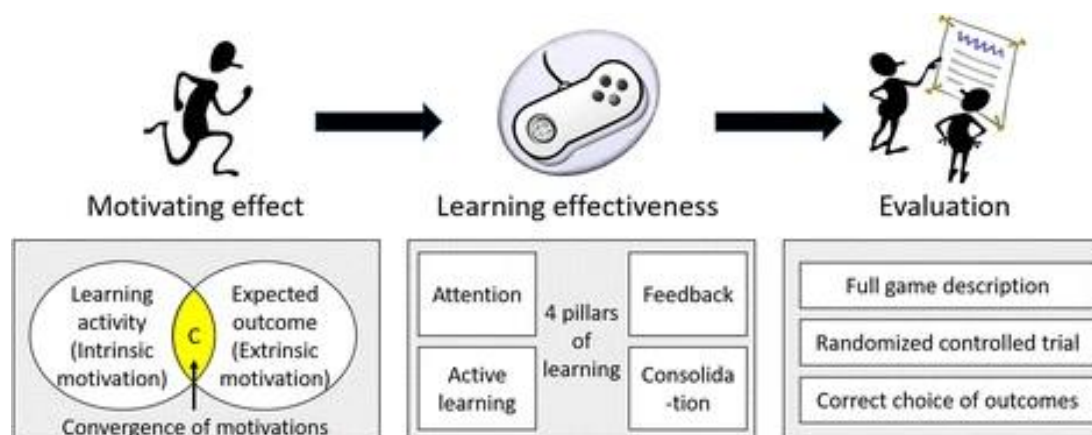 Motivating effect
Learning effectiveness
Evaluation
Learning
activity
(Intrinsic
motivation)
C
Expected
outcome
(Extrinsic
motivation)
Convergence of motivations
Attention
Feedback
4 pillars
of
learning
Active
learning
Consolida
-tion
Full game description
Randomized controlled trial
Correct choice of outcomes